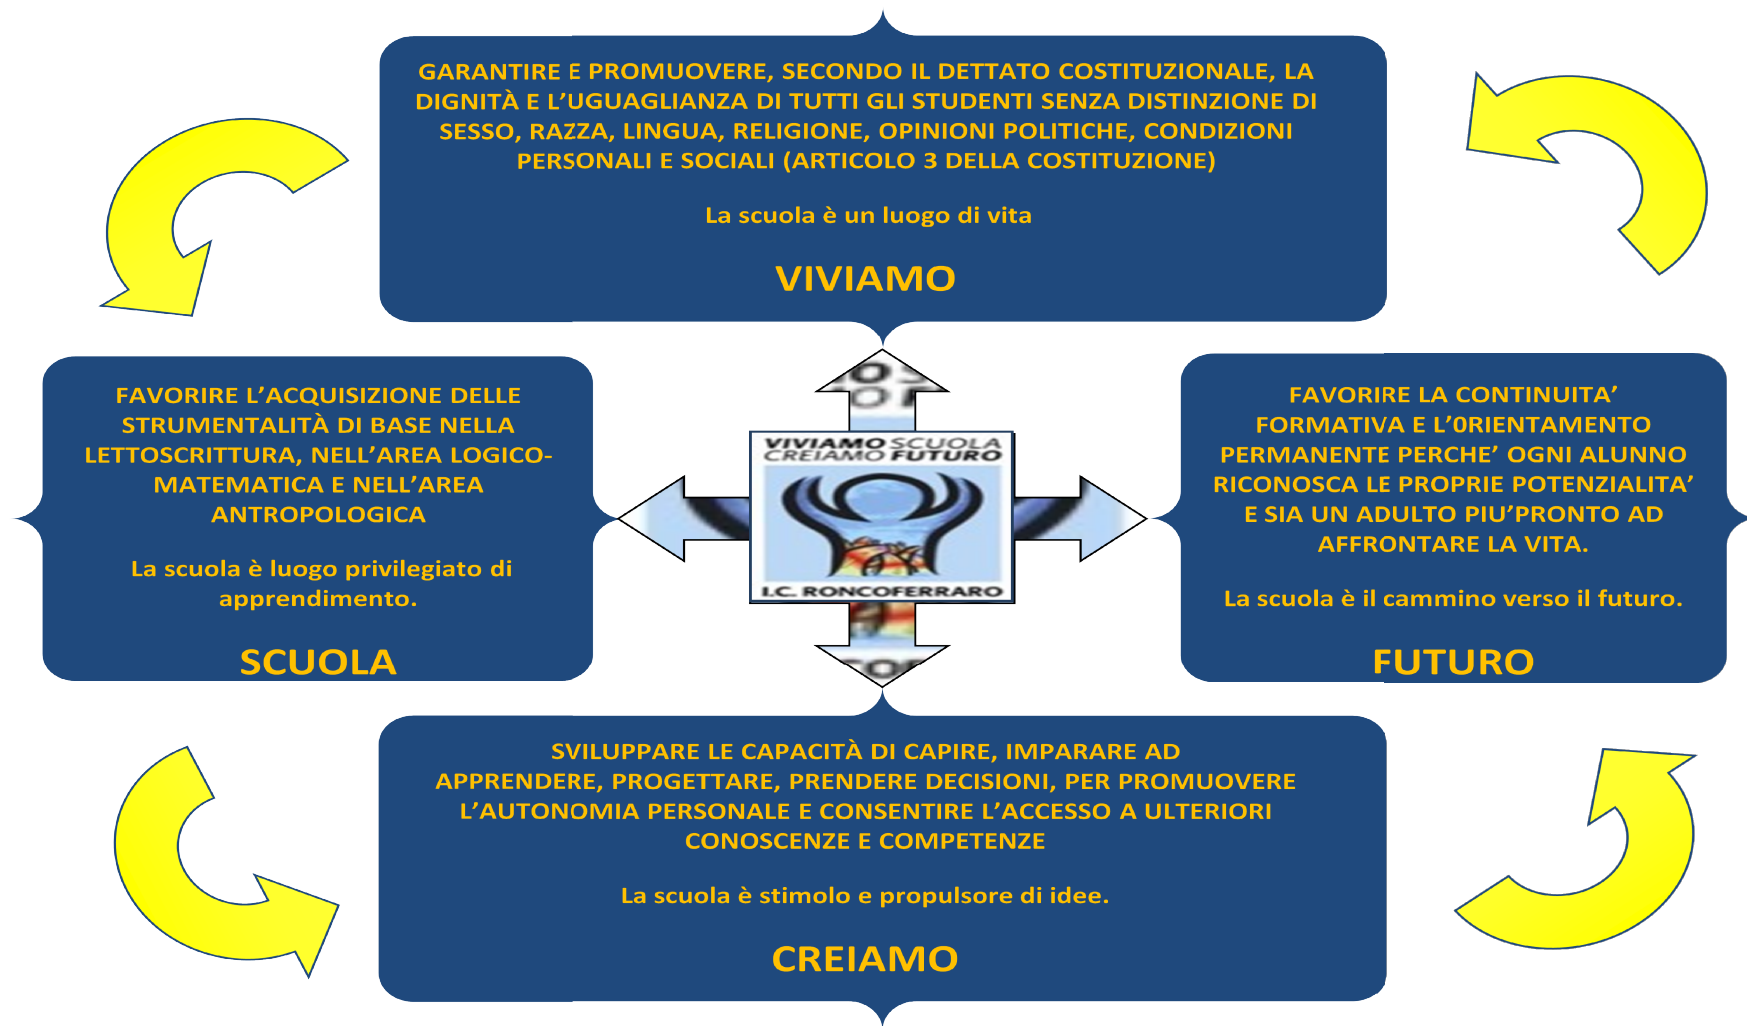 GARANTIRE E PROMUOVERE, SECONDO IL DETTATO COSTITUZIONALE, LA
DIGNITÀ E L’UGUAGLIANZA DI TUTTI GLI STUDENTI SENZA DISTINZIONE DI
SESSO, RAZZA, LINGUA, RELIGIONE, OPINIONI POLITICHE, CONDIZIONI
PERSONALI E SOCIALI (ARTICOLO 3 DELLA COSTITUZIONE)
La scuola è un luogo di vita
VIVIAMO
FAVORIRE L’ACQUISIZIONE DELLE
STRUMENTALITÀ DI BASE NELLA
LETTOSCRITTURA, NELL’AREA LOGICO-
MATEMATICA E NELL’AREA
ANTROPOLOGICA
La scuola è luogo privilegiato di
apprendimento.
SCUOLA
VIVIAMO SCUOLA
CREIAMO FUTURO
I.C. RONCOFERRARO
FAVORIRE LA CONTINUITA’
FORMATIVA E L’0RIENTAMENTO
PERMANENTE PERCHE’ OGNI ALUNNO
RICONOSCA LE PROPRIE POTENZIALITA’
E SIA UN ADULTO PIU’PRONTO AD
AFFRONTARE LA VITA.
La scuola è il cammino verso il futuro.
FUTURO
SVILUPPARE LE CAPACITÀ DI CAPIRE, IMPARARE AD
APPRENDERE, PROGETTARE, PRENDERE DECISIONI, PER PROMUOVERE
L’AUTONOMIA PERSONALE E CONSENTIRE L’ACCESSO A ULTERIORI
CONOSCENZE E COMPETENZE
La scuola è stimolo e propulsore di idee.
CREIAMO